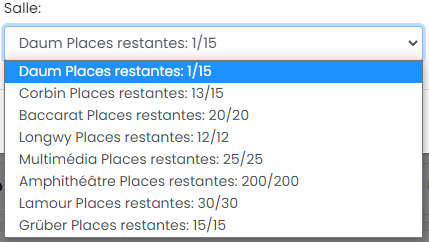 Salle:
Daum Places restantes: 1/15
Daum Places restantes: 1/15
Corbin Places restantes: 13/15
Baccarat Places restantes: 20/20
Longwy Places restantes: 12/12
Multimédia Places restantes: 25/25
Amphithéâtre Places restantes: 200/200
Lamour Places restantes: 30/30
Grüber Places restantes: 15/15